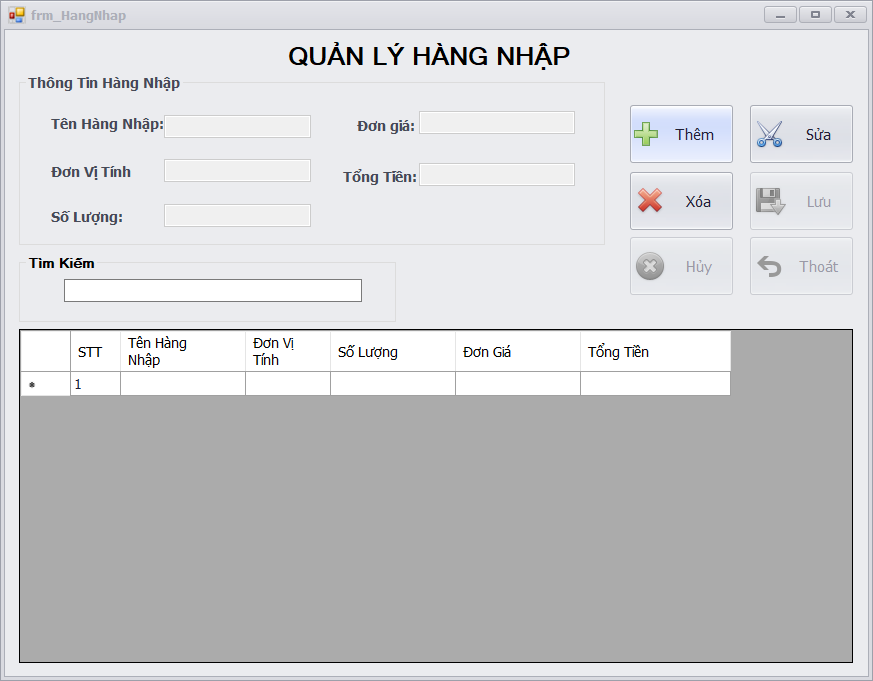 frm_HangNhap
QUẢN LÝ HÀNG NHẬP
Thông Tin Hàng Nhập
Tên Hàng Nhập:
Đơn giá:
Đơn Vị Tính
Tổng Tiền:
Số Lượng:
Thêm
Sửa
Xóa
Lưu
Hủy
Thoát
Tìm Kiếm
STT
Tên Hàng
Nhập
Đơn Vị
Tính
Số Lượng
Đơn Giá
Tổng Tiền
1